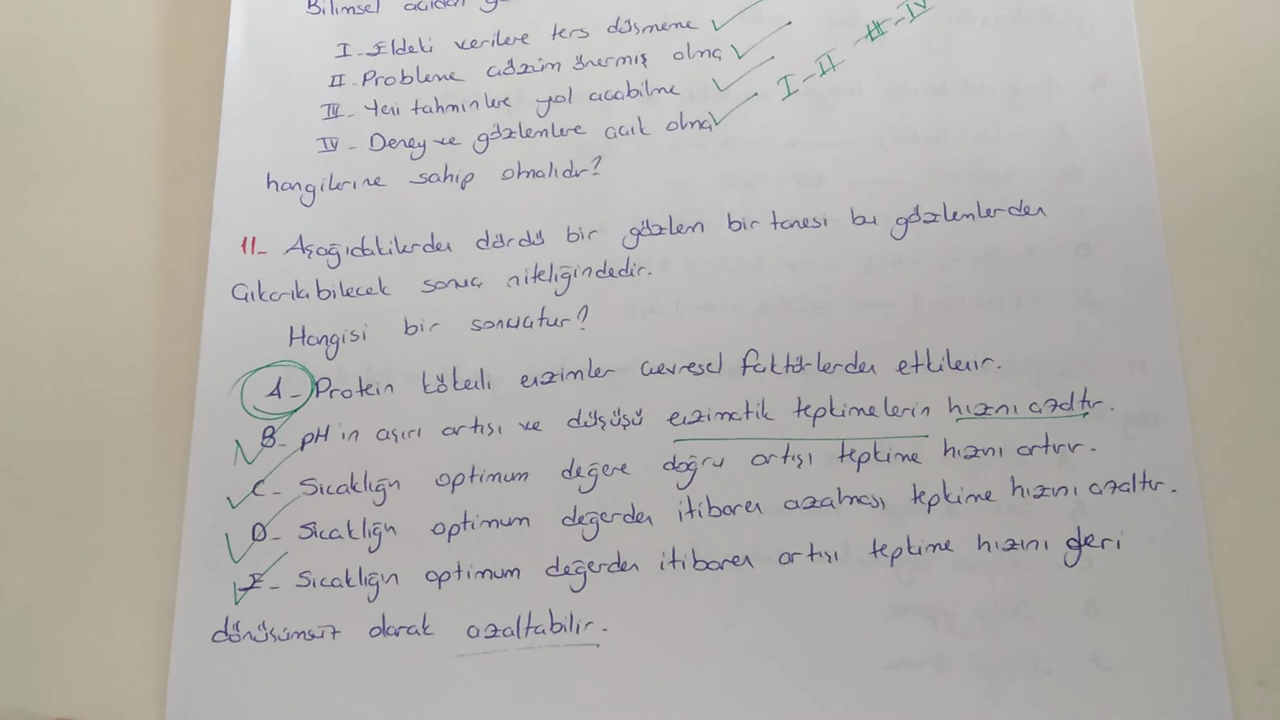 Bilimsel açıdan
I - Eldeki verilere ters düşmeme
II - Probleme çözüm önermiş olma
III - Yeni tahminlere yol açabilme
IV - Deney ve gözlemlere açık olma
I - II - III - IV
hangilerine sahip olmalıdır?
11- Aşağıdakilerden dördü bir gözlem bir tanesi bu gözlemlerden
Çıkarılabilecek sonuç niteliğindedir.
Hangisi bir sonuçtur?
A- Protein kökenli enzimler çevresel faktörlerden etkilenir.
B- pH ın aşırı artışı ve düşüşü enzimatik tepkimelerin hızını azaltır.
C- Sıcaklığın optimum değere doğru artışı tepkime hızını artırır.
D- Sıcaklığın optimum değerden itibaren azalması tepkime hızını azaltır.
E- Sıcaklığın optimum değerden itibaren artışı tepkime hızını geri
dönüşümsüz olarak azaltabilir.